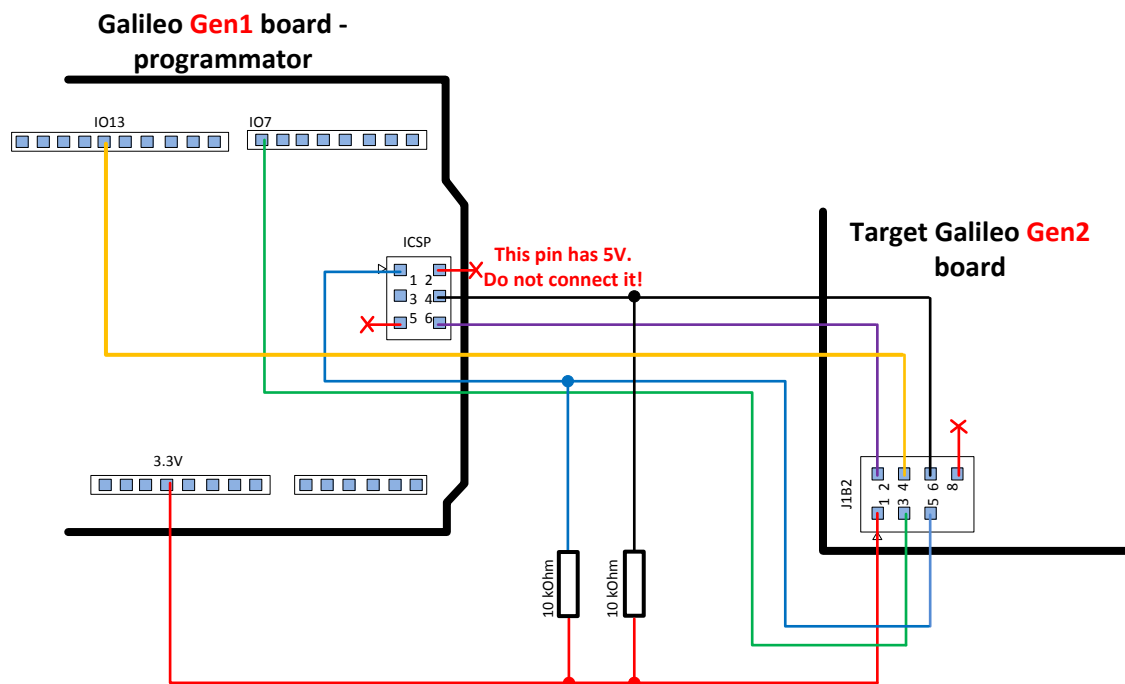 Galileo Gen1 board -
programmator
IO13
IO7
ICSP
1 2
3 4
5 6
This pin has 5V.
Do not connect it!
Target Galileo Gen2
board
3.3V
10 kOhm
10 kOhm
J1B2
2 4 6 8
1 3 5